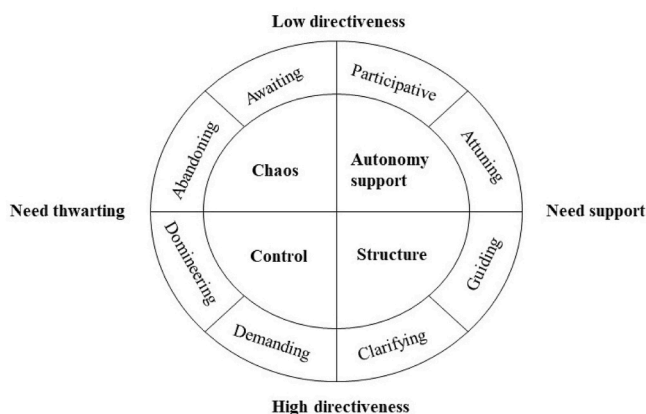 Low directiveness
Awaiting
Participative
Abandoning
Attuning
Chaos
Autonomy
support
Need thwarting
Need support
Control
Structure
Domineering
Guiding
Demanding
Clarifying
High directiveness